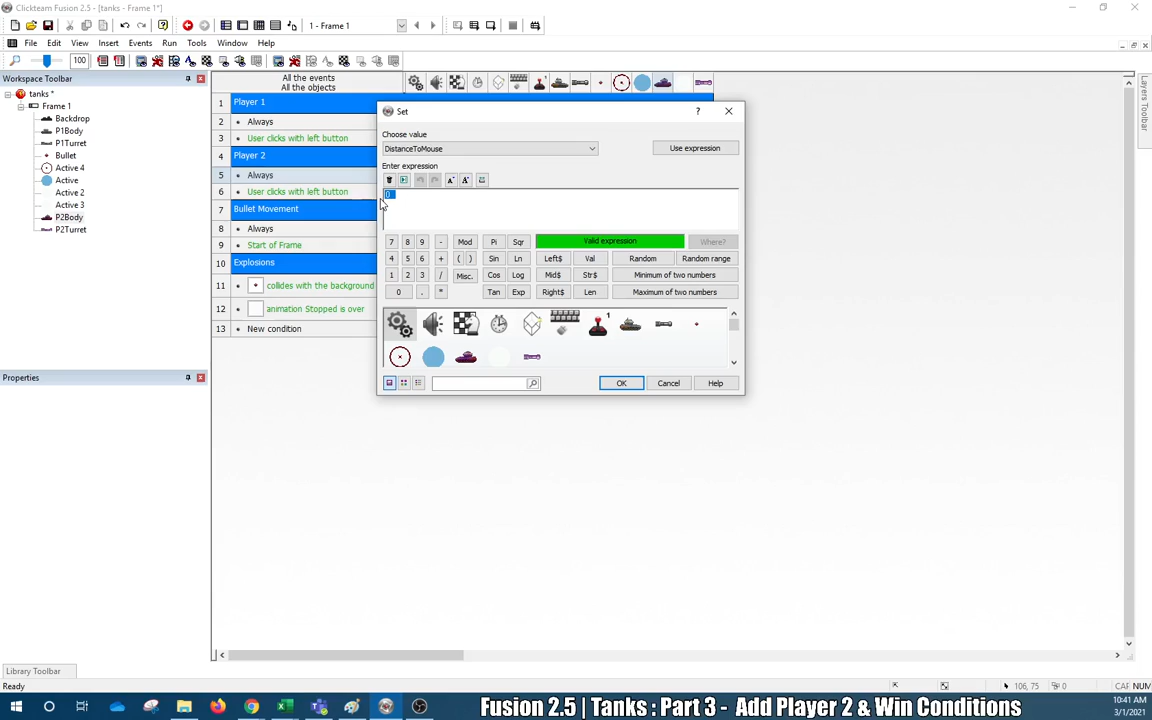 Clickteam Fusion 2.5 - [tanks - Frame 1*]
1 - Frame 1
File Edit View Insert Events Run Tools Window Help
100
Workspace Toolbar
tanks *
Frame 1
Backdrop
P1Body
P1Turret
Bullet
Active 4
Active
Active 2
Active 3
P2Body
P2Turret
Properties
Library Toolbar
Layers Toolbar
All the events
All the objects
1 Player 1
2 Always
3 User clicks with left button
4 Player 2
5 Always
6 User clicks with left button
7 Bullet Movement
8 Always
9 Start of Frame
10 Explosions
11 collides with the background
12 animation Stopped is over
13 New condition
Set
?
Choose value
DistanceToMouse
Use expression
Enter expression
0
7 8 9 - Mod Pi Sqr Valid expression Where?
4 5 6 + ( ) Sin Ln Left$ Val Random Random range
1 2 3 / Misc. Cos Log Mid$ Str$ Minimum of two numbers
0 . * Tan Exp Right$ Len Maximum of two numbers
1
OK Cancel Help
Ready
106, 75
0
CAP NUM
10:41 AM
3/1/2021
Fusion 2.5 | Tanks : Part 3 - Add Player 2 & Win Conditions